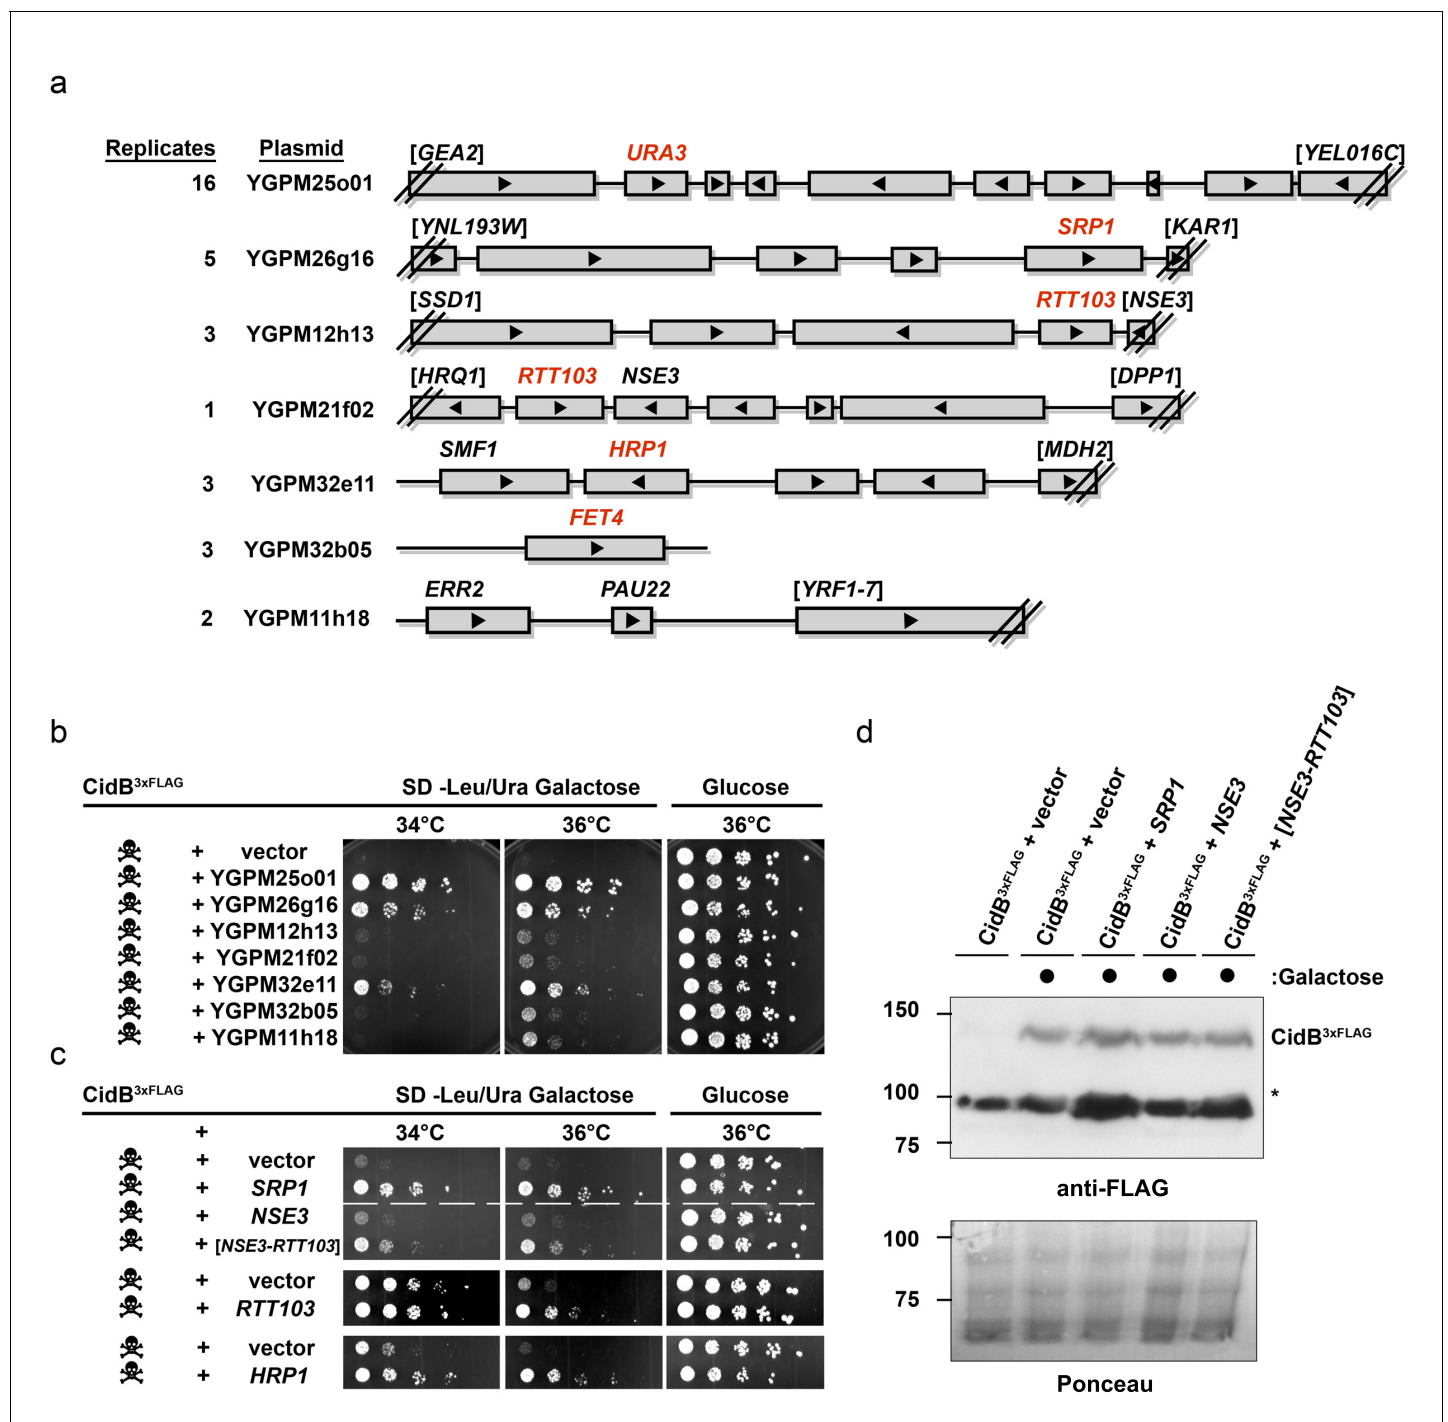 a
Replicates Plasmid
[GEA2] URA3 [YEL016C]
16 YGPM25o01
[YNL193W] SRP1 [KAR1]
5 YGPM26g16
[SSD1] RTT103 [NSE3]
3 YGPM12h13
[HRQ1] RTT103 NSE3 [DPP1]
1 YGPM21f02
SMF1 HRP1 [MDH2]
3 YGPM32e11
FET4
3 YGPM32b05
ERR2 PAU22 [YRF1-7]
2 YGPM11h18
b
CidB3xFLAG SD -Leu/Ura Galactose Glucose
34°C 36°C 36°C
+ vector
+ YGPM25o01
+ YGPM26g16
+ YGPM12h13
+ YGPM21f02
+ YGPM32e11
+ YGPM32b05
+ YGPM11h18
c
CidB3xFLAG SD -Leu/Ura Galactose Glucose
+ 34°C 36°C 36°C
+ vector
+ SRP1
+ NSE3
+ [NSE3-RTT103]
+ vector
+ RTT103
+ vector
+ HRP1
d
CidB3xFLAG + vector
CidB3xFLAG + vector
CidB3xFLAG + SRP1
CidB3xFLAG + NSE3
CidB3xFLAG + [NSE3-RTT103]
:Galactose
150
CidB3xFLAG
100 *
75
anti-FLAG
100
75
Ponceau